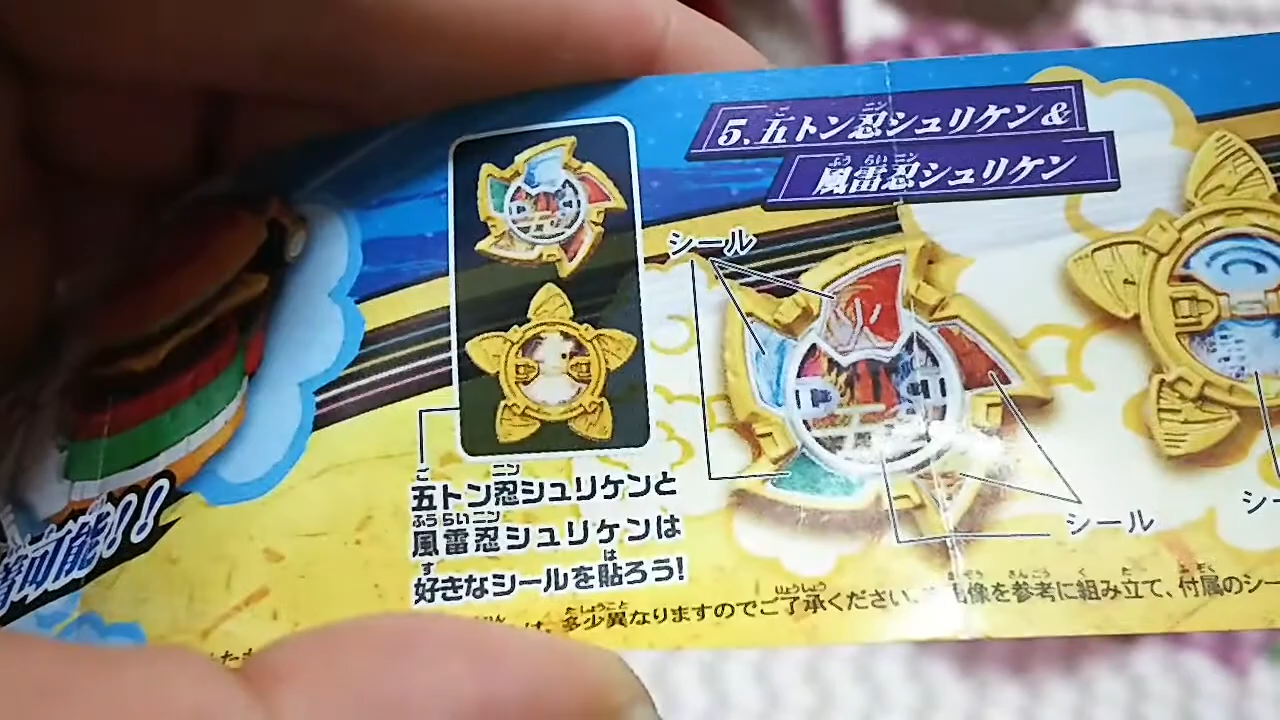 5.五トン忍シュリケン&
風雷忍シュリケン
シール
五トン忍シュリケンと
風雷忍シュリケンは
好きなシールを貼ろう!
シール
可能!!
多少異なりますのでご了承ください。
像を参考に組み立て、付属のシー
シー